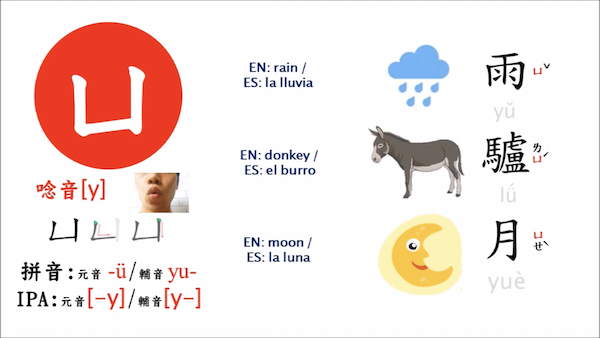 ㄩ
唸音[y]
ㄩ ㄩ ㄩ
拼音:元音 -ü/輔音 yu-
IPA:元音[-y]/輔音[y-]
EN: rain /
ES: la lluvia
雨 ㄩˇ
yǔ
EN: donkey /
ES: el burro
驢 ㄌㄩˊ
lǘ
EN: moon /
ES: la luna
月 ㄩㄝˋ
yuè